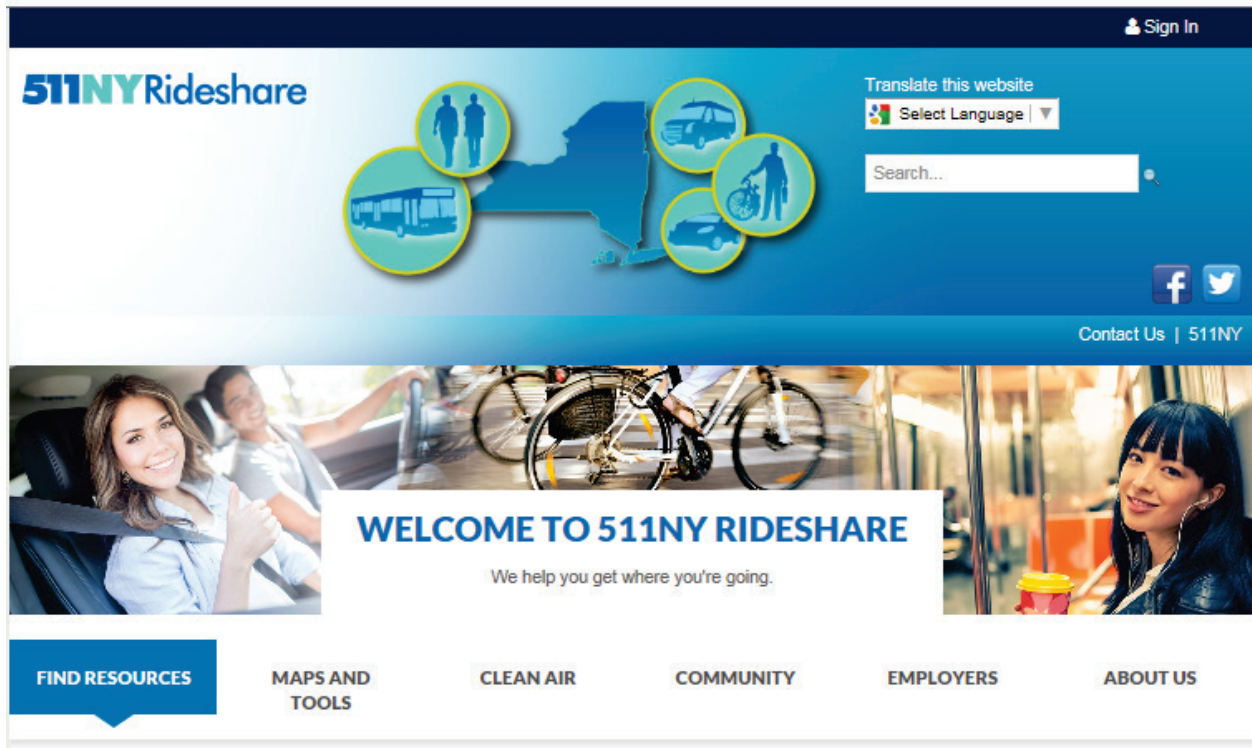 Sign In
511NYRideshare
Translate this website
Select Language
Search...
Contact Us | 511NY
WELCOME TO 511NY RIDESHARE
We help you get where you're going.
FIND RESOURCES
MAPS AND
TOOLS
CLEAN AIR
COMMUNITY
EMPLOYERS
ABOUT US